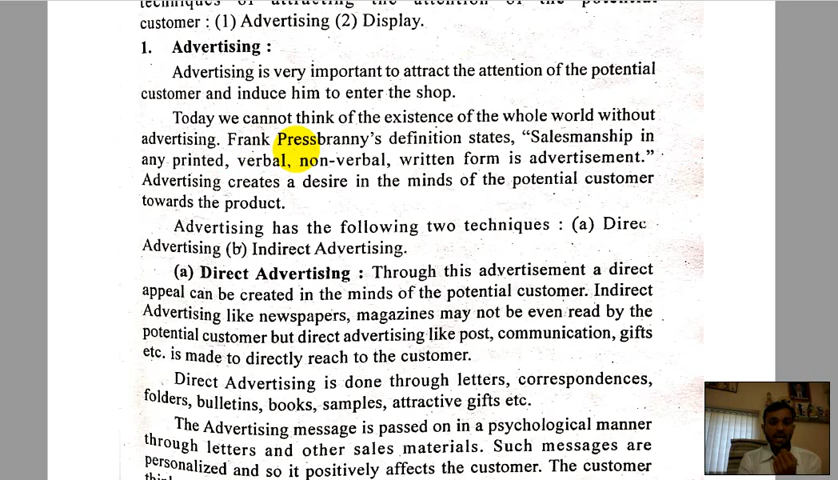 techniques of attracting the attention of the potential
customer : (1) Advertising (2) Display.
1. Advertising :
Advertising is very important to attract the attention of the potential
customer and induce him to enter the shop.
Today we cannot think of the existence of the whole world without
advertising. Frank Pressbranny's definition states, “Salesmanship in
any printed, verbal, non-verbal, written form is advertisement.”
Advertising creates a desire in the minds of the potential customer
towards the product.
Advertising has the following two techniques : (a) Direc
Advertising (b) Indirect Advertising.
(a) Direct Advertising : Through this advertisement a direct
appeal can be created in the minds of the potential customer. Indirect
Advertising like newspapers, magazines may not be even read by the
potential customer but direct advertising like post, communication, gifts
etc. is made to directly reach to the customer.
Direct Advertising is done through letters, correspondences,
folders, bulletins, books, samples, attractive gifts etc.
The Advertising message is passed on in a psychological manner
through letters and other sales materials. Such messages are
personalized and so it positively affects the customer. The customer